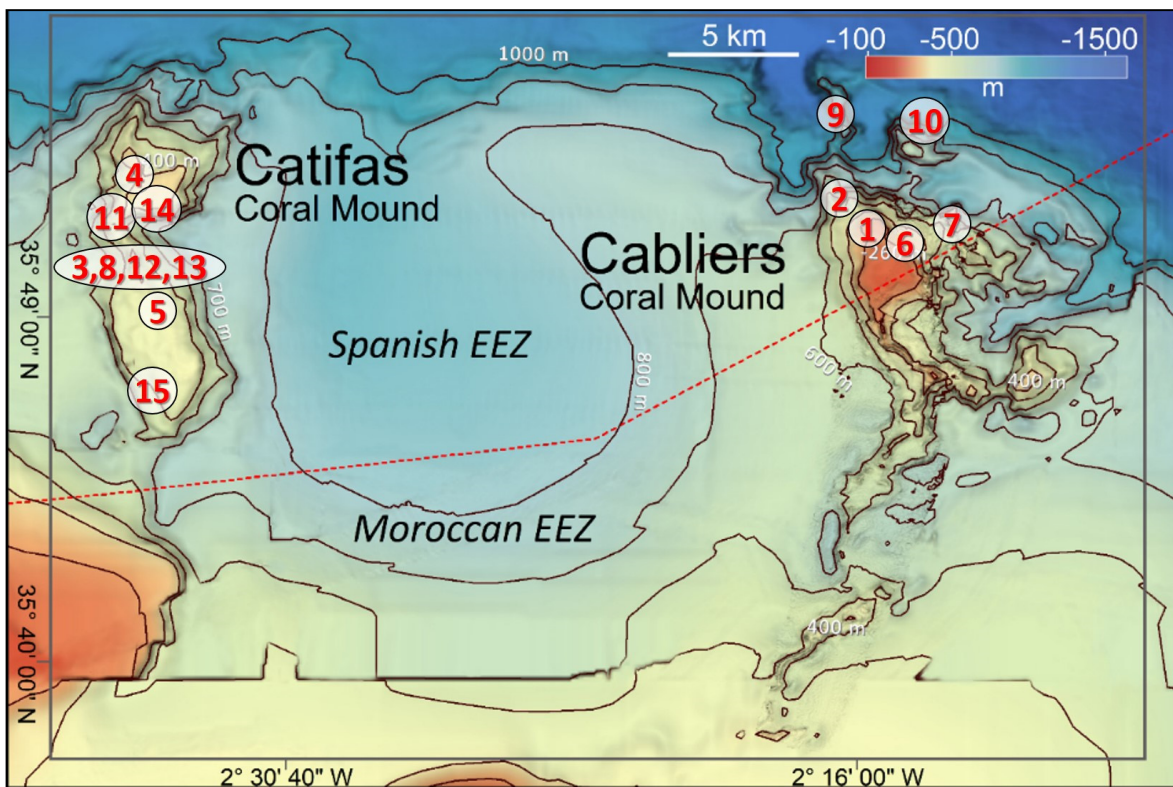 5 km
-100
-500
-1500
m
1000 m
9
10
Catifas
Coral Mound
4
400 m
11
14
2
1
6
7
-26
3,8,12,13
Cabliers
Coral Mound
700 m
5
35° 49' 00" N
Spanish EEZ
800 m
600 m
400 m
15
Moroccan EEZ
35° 40' 00" N
400 m
2° 30' 40" W
2° 16' 00" W